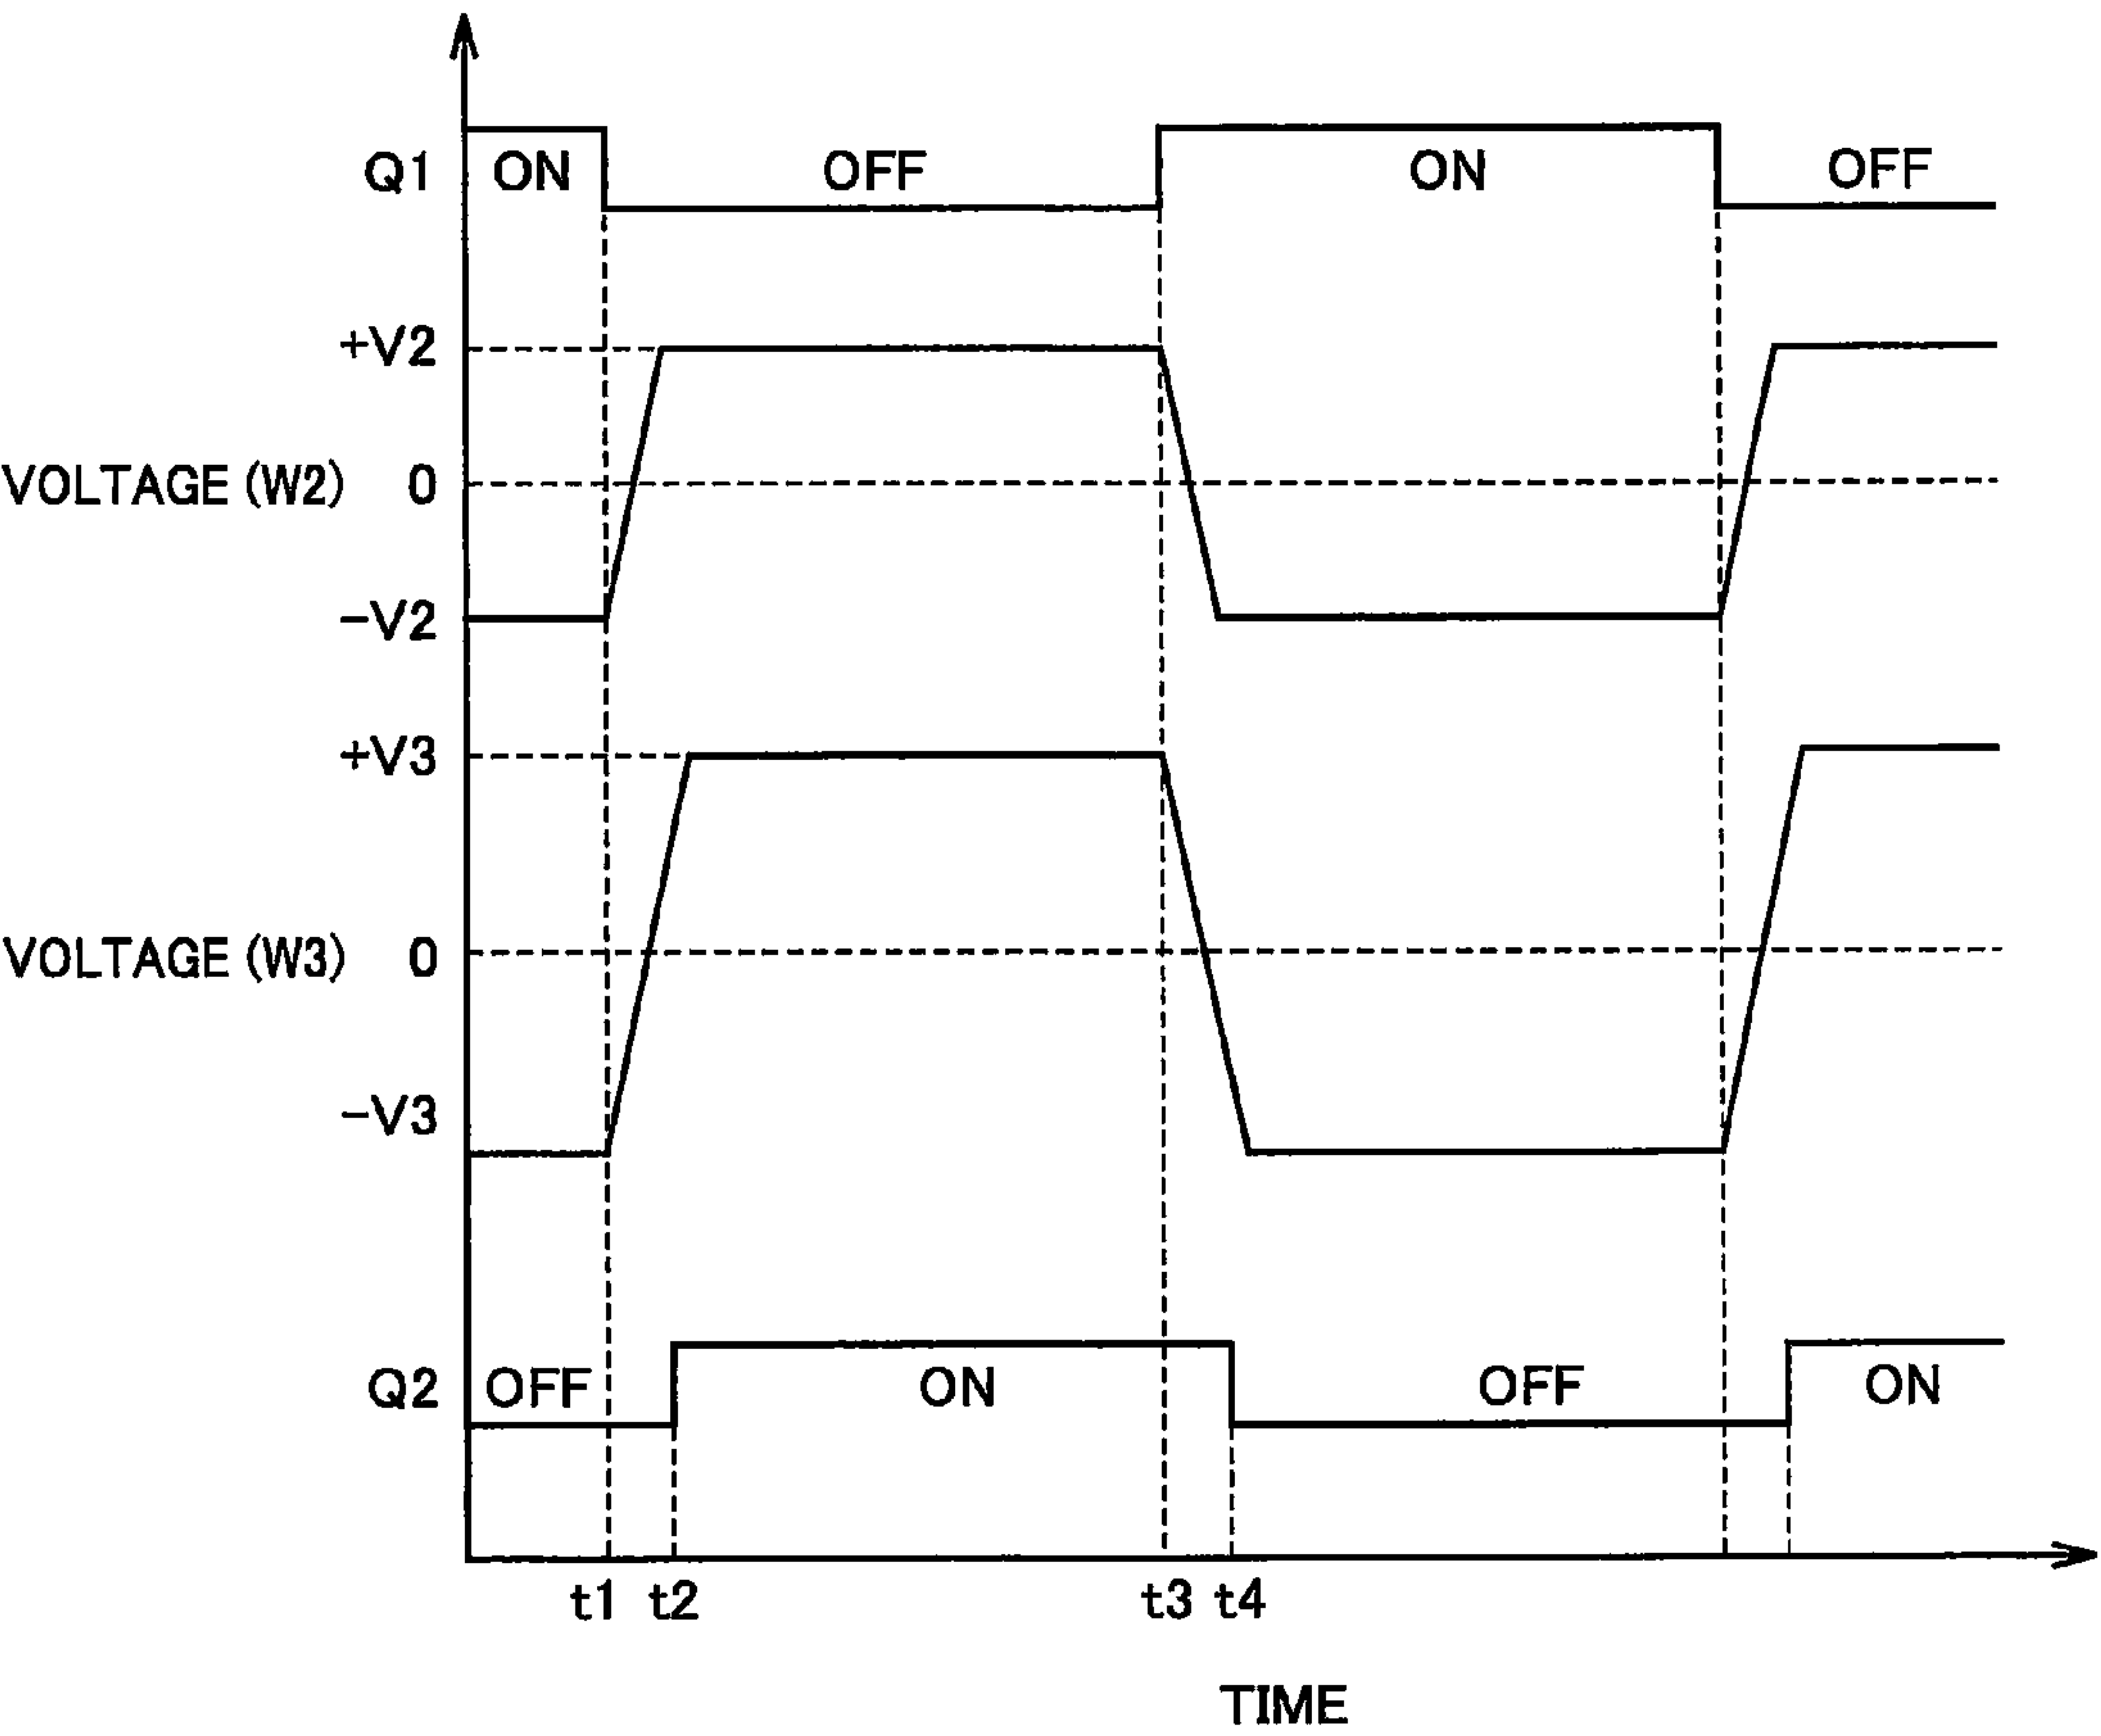 Q1 ON OFF ON OFF
+V2
VOLTAGE (W2) 0
-V2
+V3
VOLTAGE (W3) 0
-V3
Q2 OFF ON OFF ON
t1 t2 t3 t4
TIME